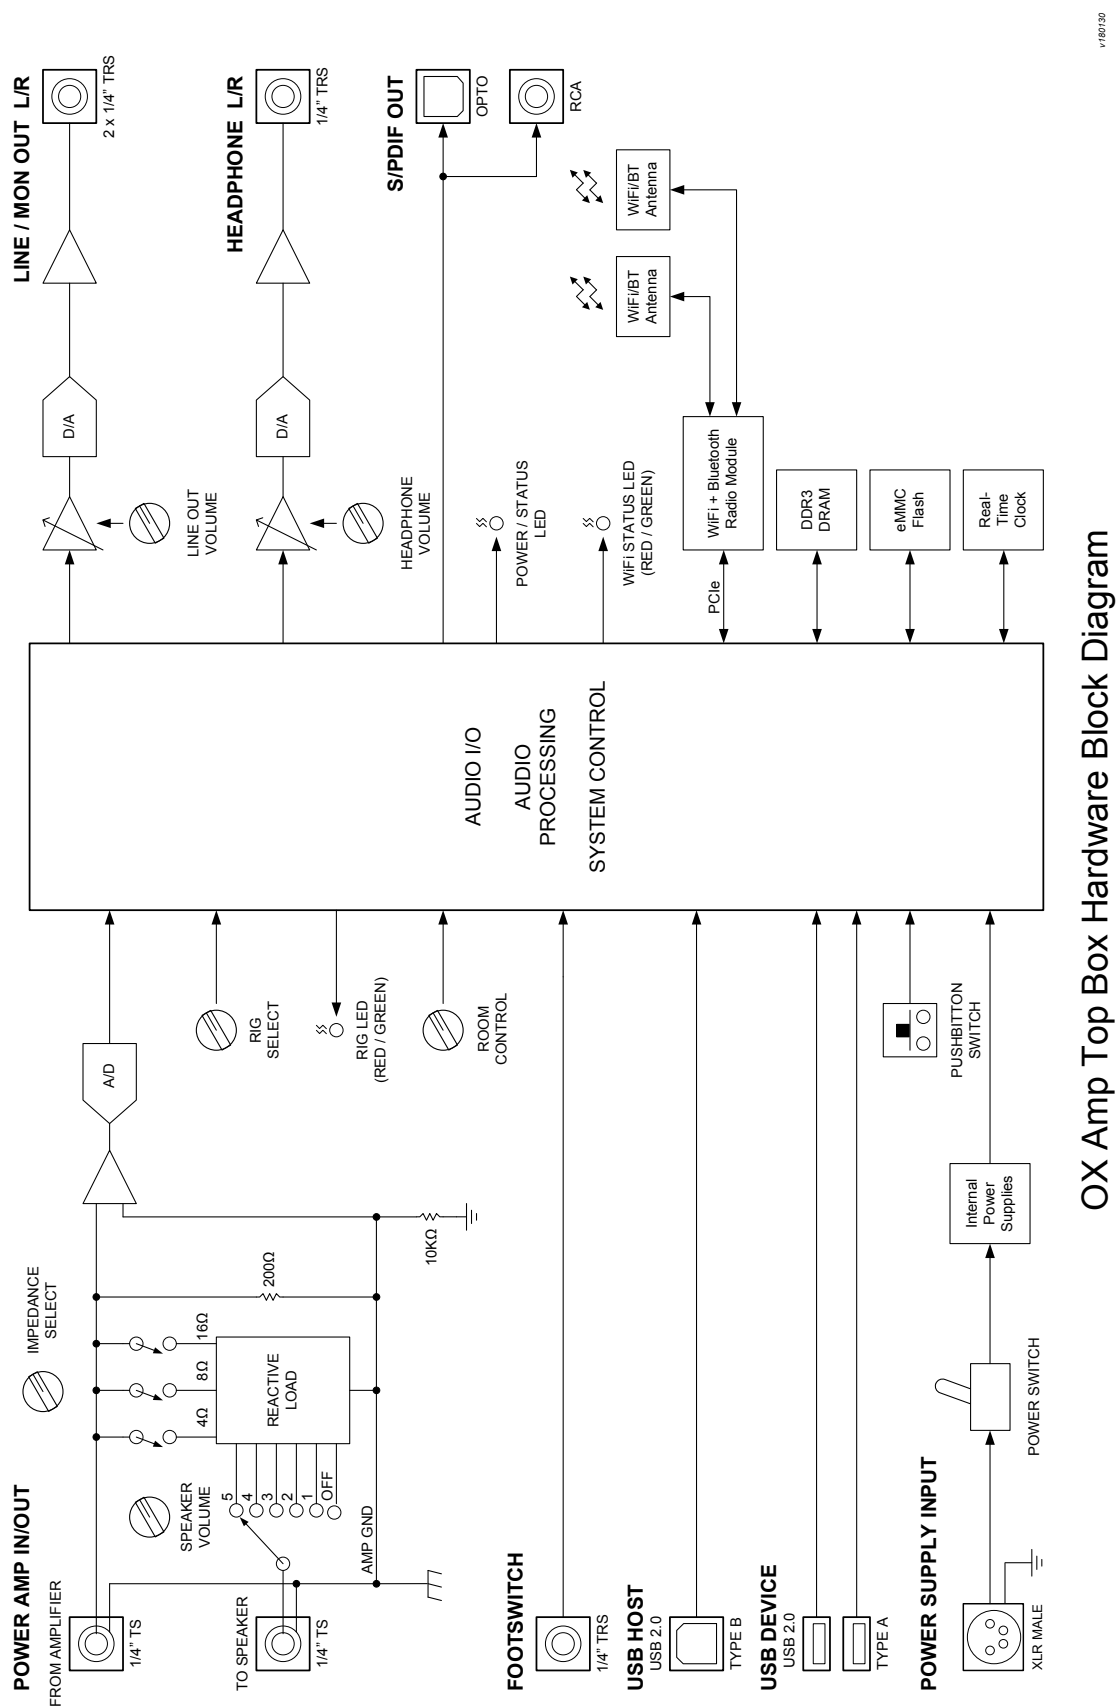 POWER AMP IN/OUT
FROM AMPLIFIER
1/4" TS
TO SPEAKER
1/4" TS
SPEAKER
VOLUME
5
4
3
2
1
OFF
AMP GND
IMPEDANCE
SELECT
4Ω
8Ω
16Ω
REACTIVE
LOAD
200Ω
10KΩ
A/D
RIG
SELECT
RIG LED
(RED / GREEN)
ROOM
CONTROL
FOOTSWITCH
1/4" TRS
USB HOST
USB 2.0
TYPE B
USB DEVICE
USB 2.0
TYPE A
PUSHBITTON
SWITCH
POWER SUPPLY INPUT
XLR MALE
POWER SWITCH
Internal
Power
Supplies
AUDIO I/O
AUDIO
PROCESSING
SYSTEM CONTROL
LINE OUT
VOLUME
D/A
LINE / MON OUT L/R
2 x 1/4" TRS
HEADPHONE
VOLUME
D/A
HEADPHONE L/R
1/4" TRS
S/PDIF OUT
OPTO
RCA
POWER / STATUS
LED
WiFi STATUS LED
(RED / GREEN)
PCIe
WiFi + Bluetooth
Radio Module
WiFi/BT
Antenna
WiFi/BT
Antenna
DDR3
DRAM
eMMC
Flash
Real-
Time
Clock
OX Amp Top Box Hardware Block Diagram
v180130